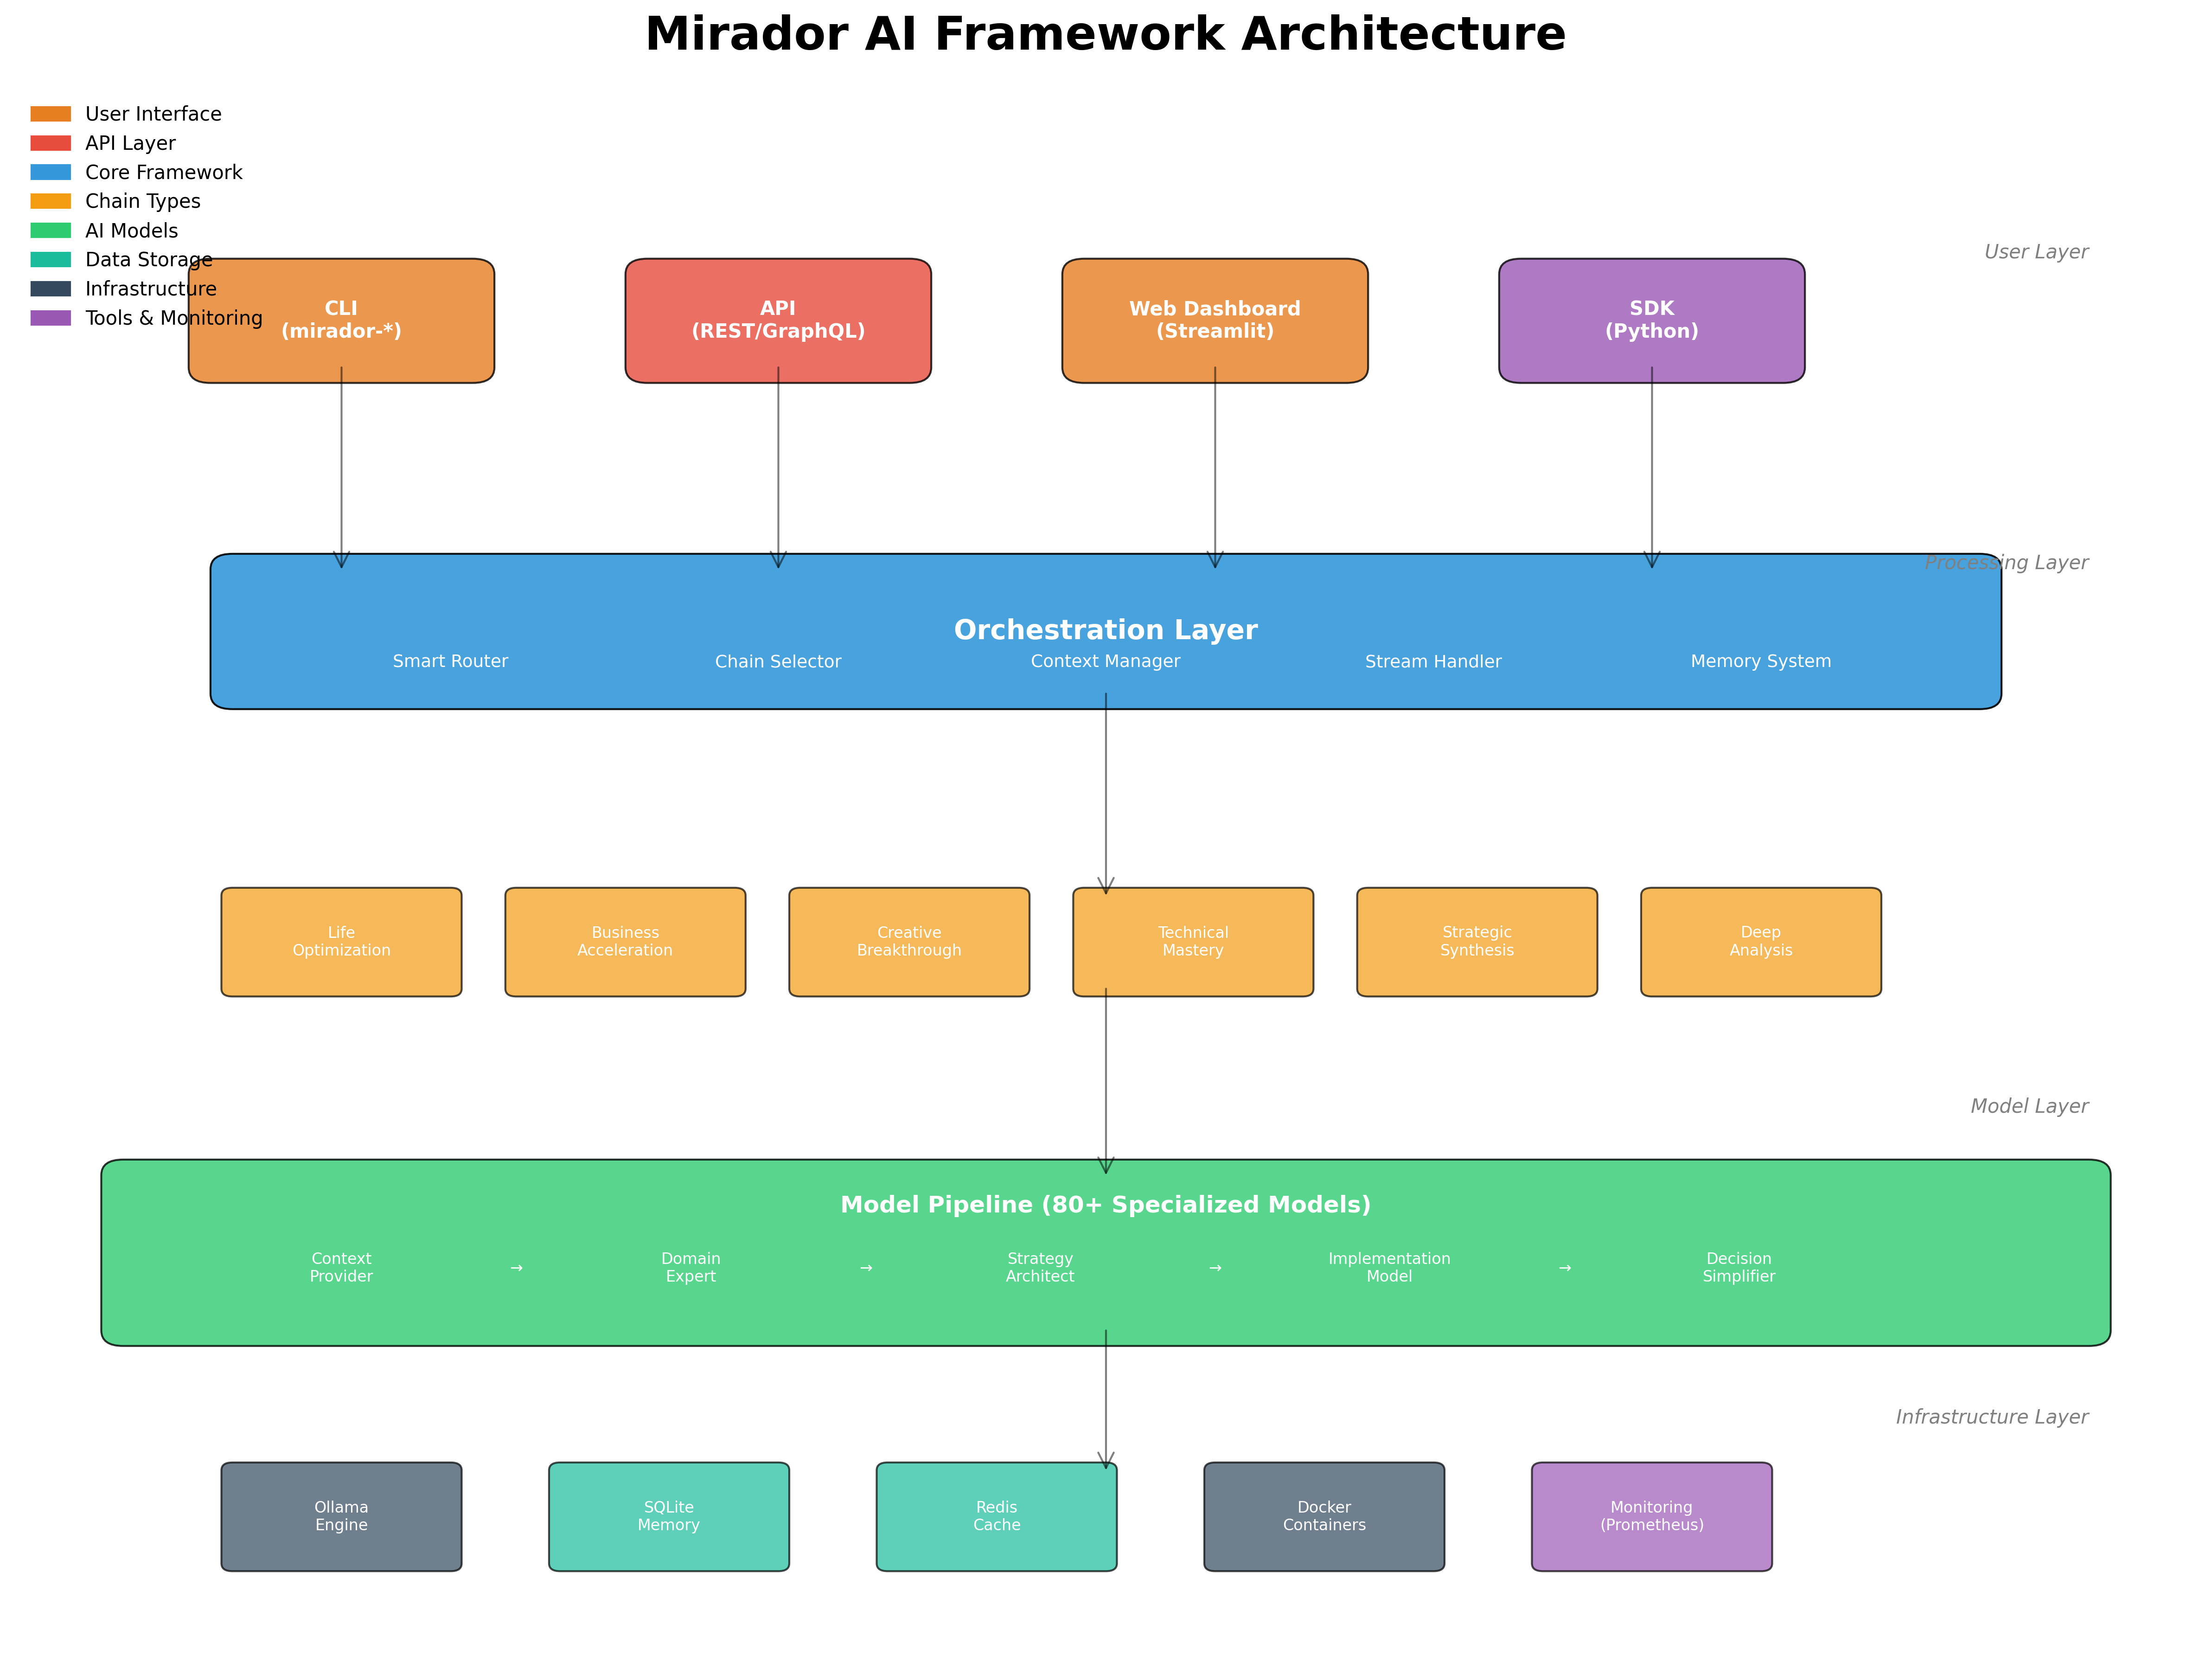 Mirador AI Framework Architecture
User Interface
API Layer
Core Framework
Chain Types
AI Models
Data Storage
Infrastructure
Tools & Monitoring
User Layer
CLI
(mirador-*)
API
(REST/GraphQL)
Web Dashboard
(Streamlit)
SDK
(Python)
Processing Layer
Orchestration Layer
Smart Router
Chain Selector
Context Manager
Stream Handler
Memory System
Life
Optimization
Business
Acceleration
Creative
Breakthrough
Technical
Mastery
Strategic
Synthesis
Deep
Analysis
Model Layer
Model Pipeline (80+ Specialized Models)
Context
Provider
→
Domain
Expert
→
Strategy
Architect
→
Implementation
Model
→
Decision
Simplifier
Infrastructure Layer
Ollama
Engine
SQLite
Memory
Redis
Cache
Docker
Containers
Monitoring
(Prometheus)